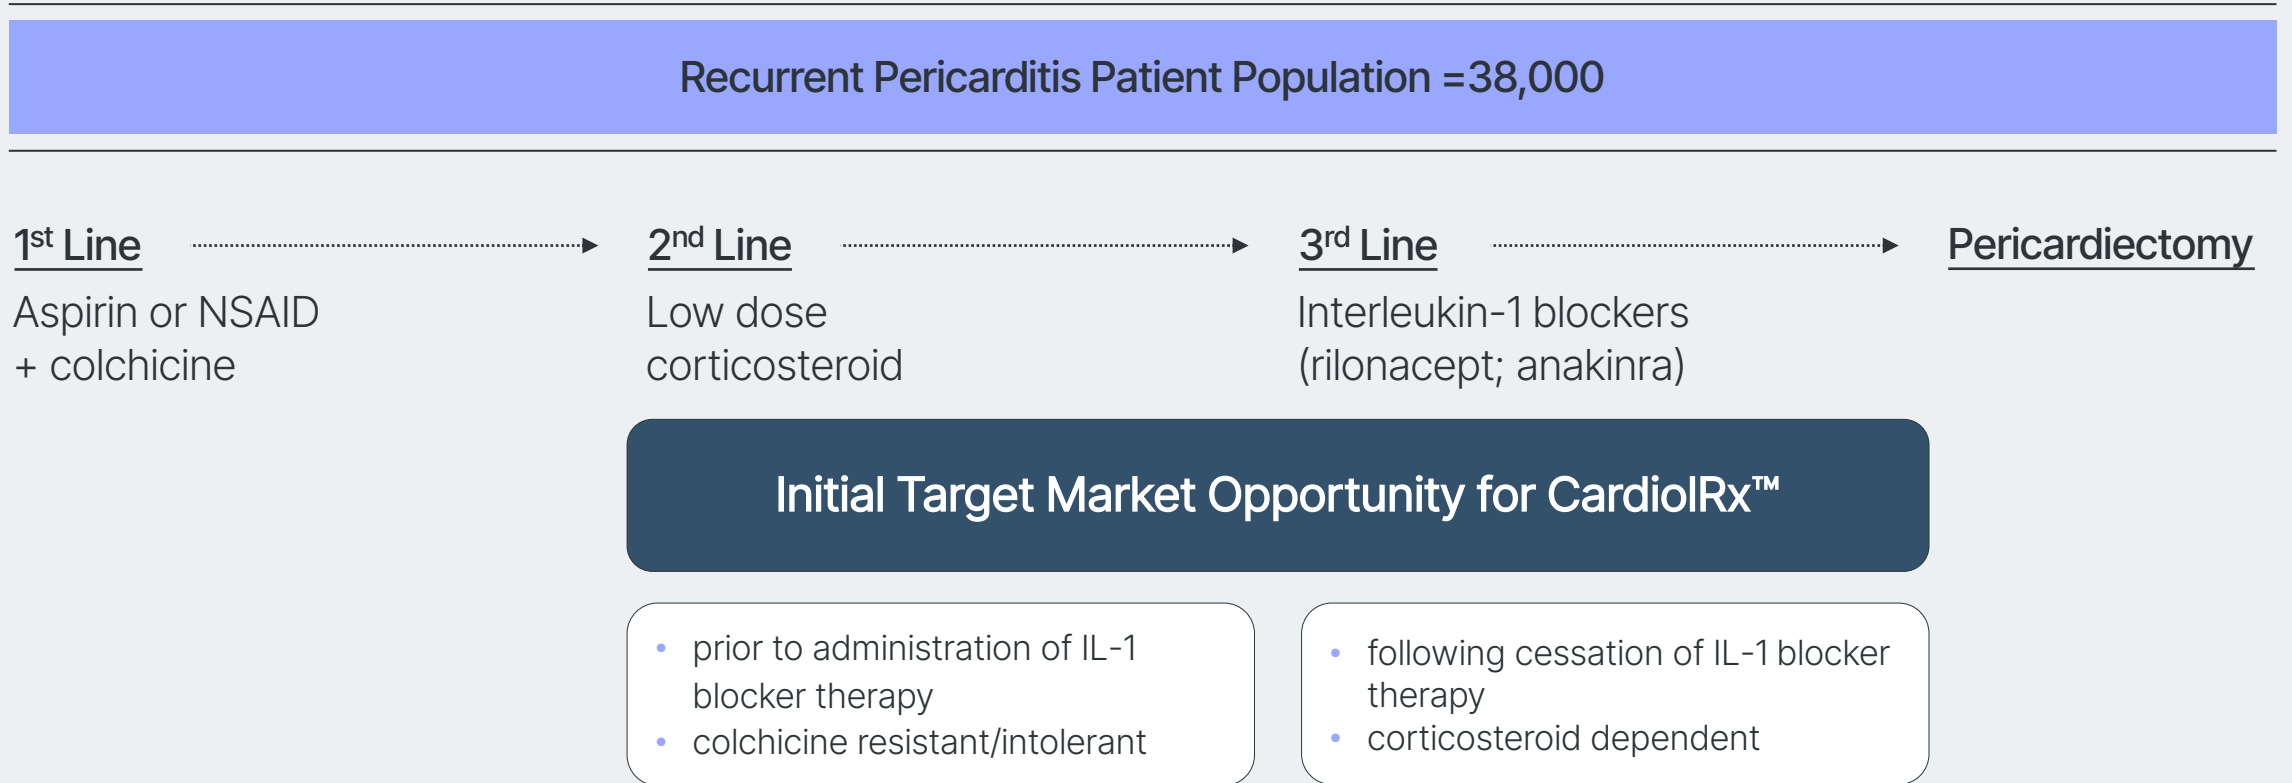 Recurrent Pericarditis Patient Population =38,000
1st Line
Aspirin or NSAID
+ colchicine
2nd Line
Low dose
corticosteroid
3rd Line
Interleukin-1 blockers
(rilonacept; anakinra)
Pericardiectomy
Initial Target Market Opportunity for CardiolRx™
• prior to administration of IL-1
blocker therapy
• colchicine resistant/intolerant
• following cessation of IL-1 blocker
therapy
• corticosteroid dependent